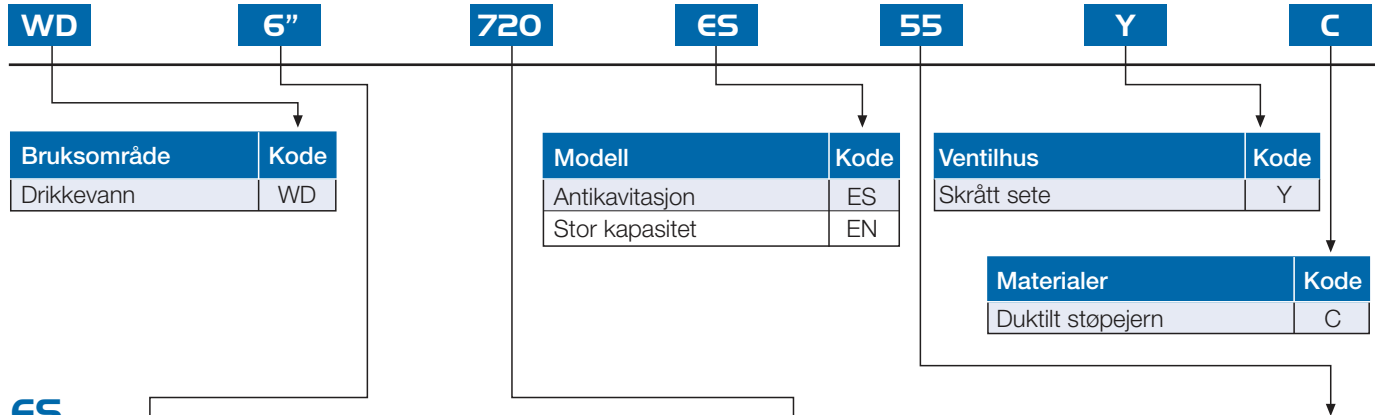 WD 6” 720 ES 55 Y C
Bruksområde Kode
Drikkevann WD
Modell Kode
Antikavitasjon ES
Stor kapasitet EN
Ventilhus Kode
Skrått sete Y
Materialer Kode
Duktilt støpejern C
ES